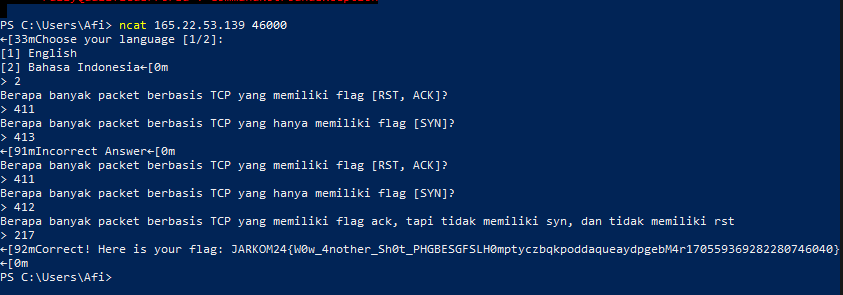 PS C:\Users\Afi> ncat 165.22.53.139 46000
←[33mChoose your language [1/2]:
[1] English
[2] Bahasa Indonesia←[0m
> 2
Berapa banyak packet berbasis TCP yang memiliki flag [RST, ACK]?
> 411
Berapa banyak packet berbasis TCP yang hanya memiliki flag [SYN]?
> 413
←[91mIncorrect Answer←[0m
Berapa banyak packet berbasis TCP yang memiliki flag [RST, ACK]?
> 411
Berapa banyak packet berbasis TCP yang hanya memiliki flag [SYN]?
> 412
Berapa banyak packet berbasis TCP yang memiliki flag ack, tapi tidak memiliki syn, dan tidak memiliki rst
> 217
←[92mCorrect! Here is your flag: JARKOM24{W0w_4nother_Sh0t_PHGBESGFSLH0mptyczbqkpoddaqueaydpgebM4r170559369282280746040}
←[0m
PS C:\Users\Afi>